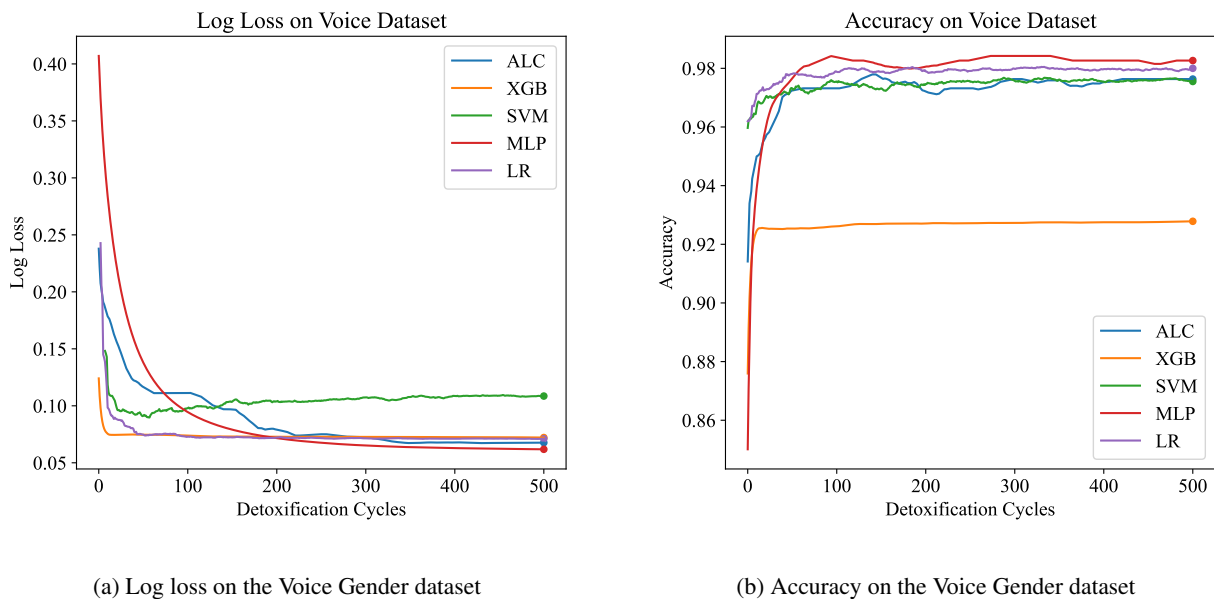 Log Loss on Voice Dataset
0.40
0.35
0.30
0.25
0.20
0.15
0.10
0.05
Log Loss
ALC
XGB
SVM
MLP
LR
0 100 200 300 400 500
Detoxification Cycles
(a) Log loss on the Voice Gender dataset
Accuracy on Voice Dataset
0.98
0.96
0.94
0.92
0.90
0.88
0.86
Accuracy
ALC
XGB
SVM
MLP
LR
0 100 200 300 400 500
Detoxification Cycles
(b) Accuracy on the Voice Gender dataset